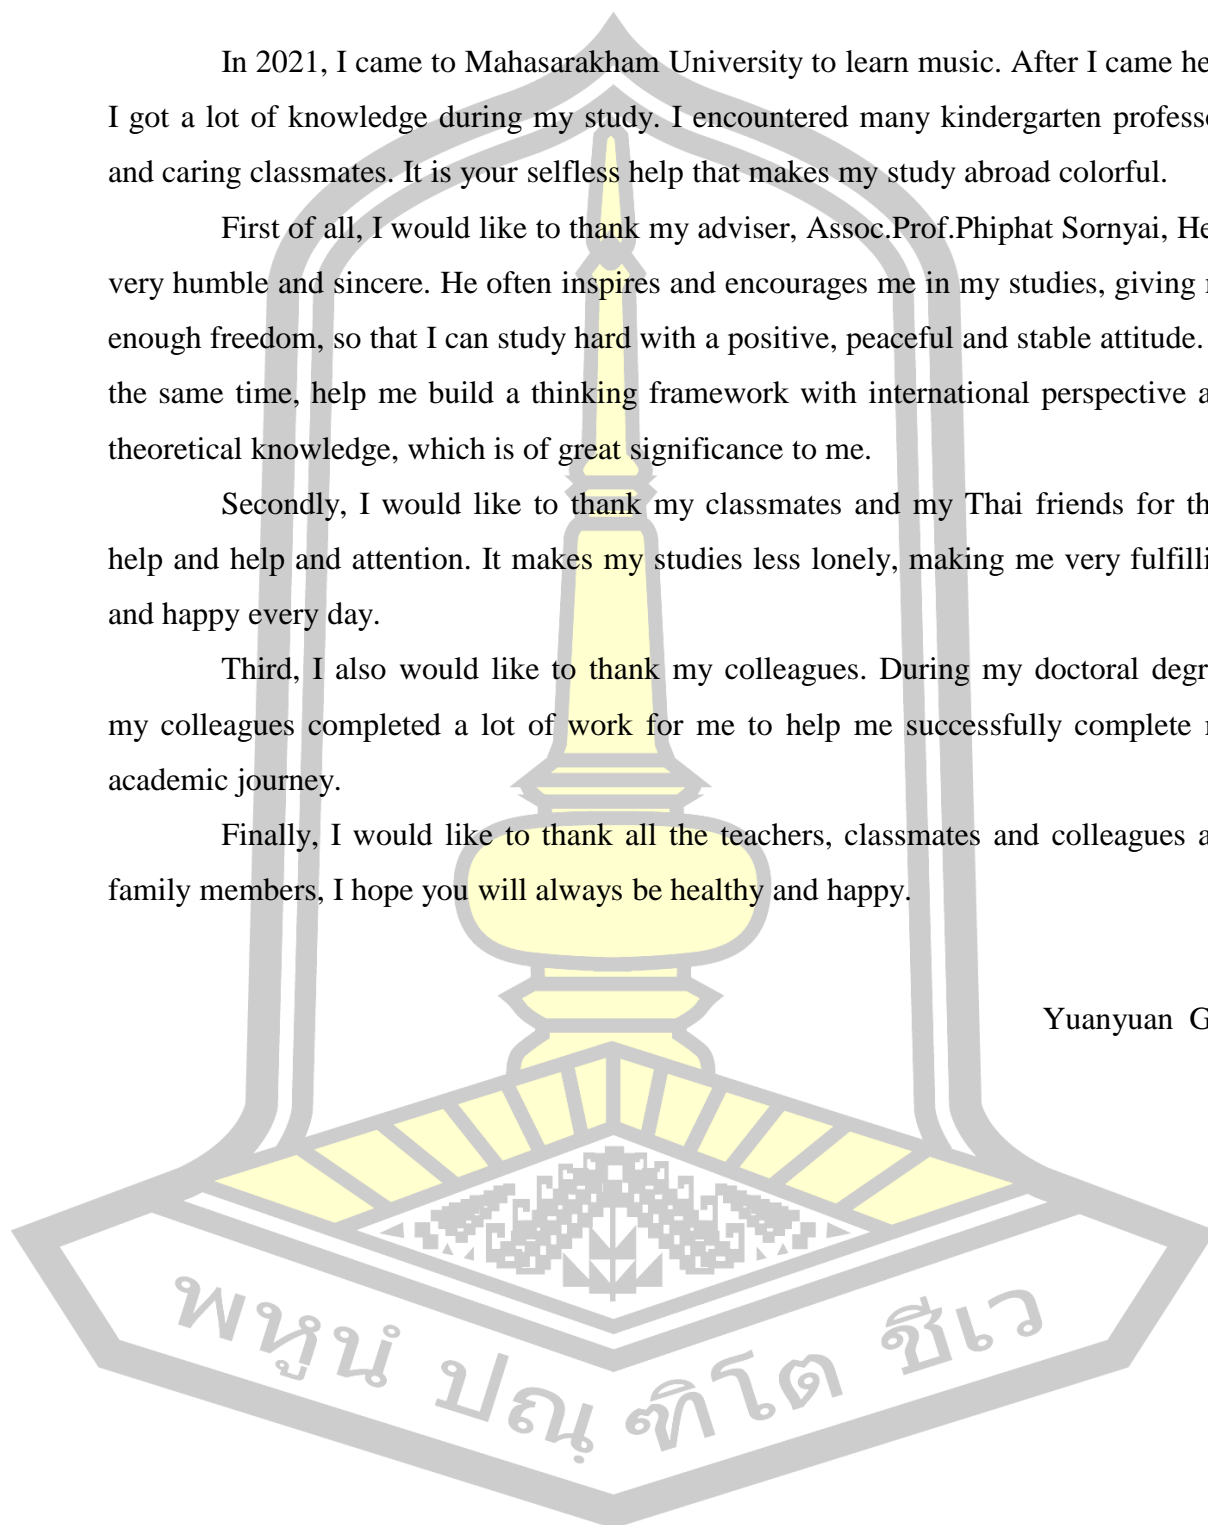 In 2021, I came to Mahasarakham University to learn music. After I came he
I got a lot of knowledge during my study. I encountered many kindergarten profess
and caring classmates. It is your selfless help that makes my study abroad colorful.
First of all, I would like to thank my adviser, Assoc.Prof.Phiphat Sornyai, He
very humble and sincere. He often inspires and encourages me in my studies, giving
enough freedom, so that I can study hard with a positive, peaceful and stable attitude.
the same time, help me build a thinking framework with international perspective a
theoretical knowledge, which is of great significance to me.
Secondly, I would like to thank my classmates and my Thai friends for th
help and help and attention. It makes my studies less lonely, making me very fulfilli
and happy every day.
Third, I also would like to thank my colleagues. During my doctoral degr
my colleagues completed a lot of work for me to help me successfully complete
academic journey.
Finally, I would like to thank all the teachers, classmates and colleagues a
family members, I hope you will always be healthy and happy.
Yuanyuan G
พหูนํ ปณฺฑิโต ชีเว